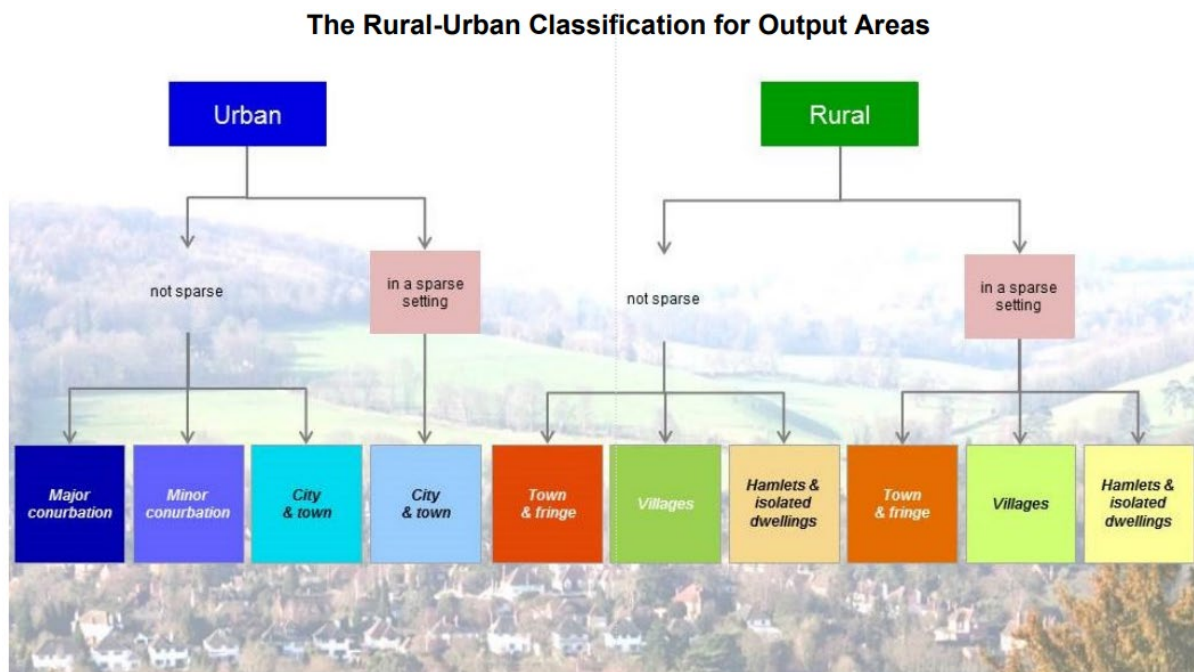 The Rural-Urban Classification for Output Areas
Urban
Rural
not sparse
in a sparse
setting
not sparse
in a sparse
setting
Major
conurbation
Minor
conurbation
City
& town
City
& town
Town
& fringe
Villages
Hamlets &
isolated
dwellings
Town
& fringe
Villages
Hamlets &
isolated
dwellings